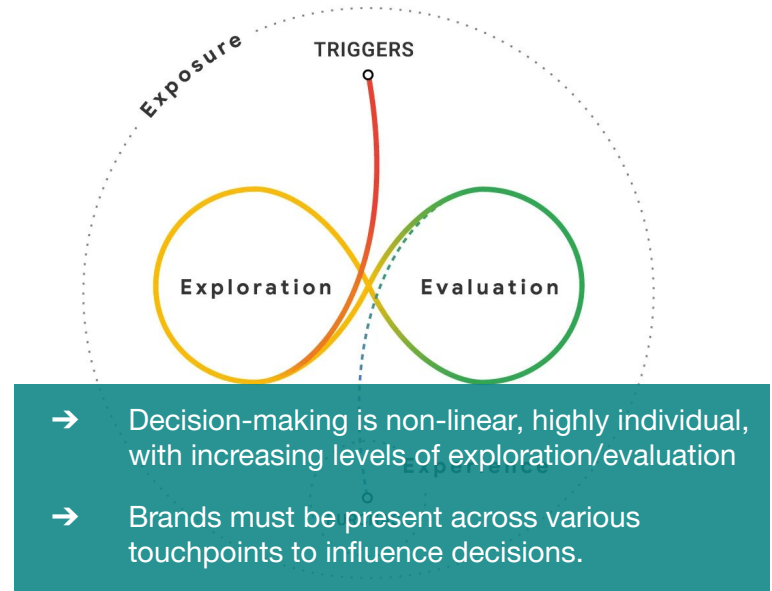 Exposure
TRIGGERS
Exploration
Evaluation
➔ Decision-making is non-linear, highly individual,
with increasing levels of exploration/evaluation
Experience
➔ Brands must be present across various
touchpoints to influence decisions.